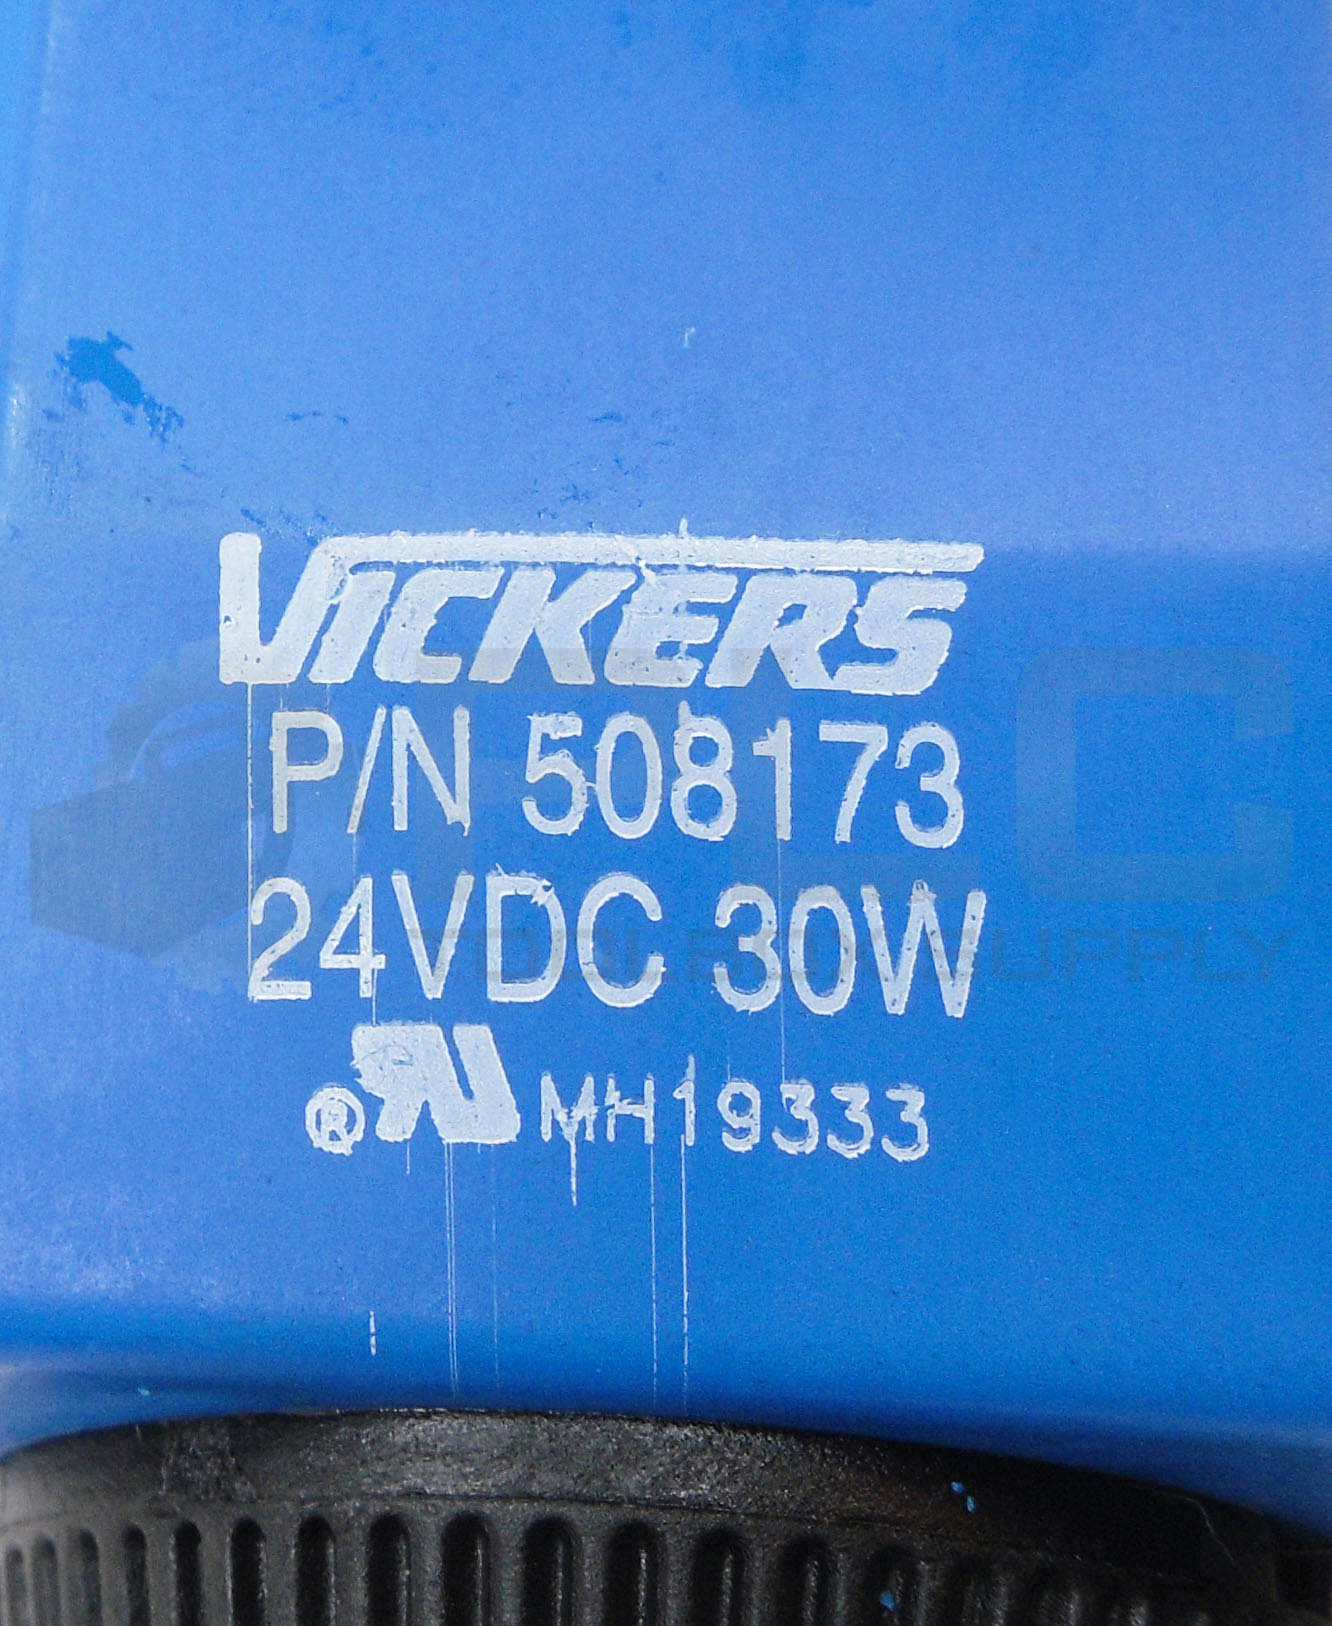 VICKERS
P/N 508173
24VDC 30W
® MH19333